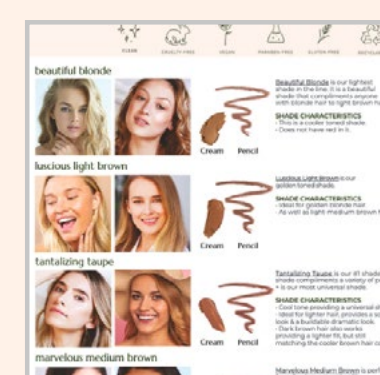 CLEAN CRUELTY FREE VEGAN PARABEN FREE GLUTEN FREE
beautiful blonde
Beautiful Blonde is our lightest
shade in the line. It is a beautiful
shade that compliments anyone
with blonde hair to light brown
SHADE CHARACTERISTICS
- This is a cooler toned shade.
- Does not have red in it.
Cream Pencil
luscious light brown
Luscious Light Brown is our
golden toned shade.
SHADE CHARACTERISTICS
- Ideal for golden blonde hair
- As well as light medium brown
Cream Pencil
tantalizing taupe
Tantalizing Taupe is our #1 shade
shade compliments a variety of
+ is our most universal shade.
SHADE CHARACTERISTICS
- Cool tone providing a universal
- Ideal for lighter hair, provides a
look & a buildable dramatic look.
- Dark brown hair also works
providing a lighter fit, but still
matching the cooler brown hair
Cream Pencil
marvelous medium brown
Marvelous Medium Brown is